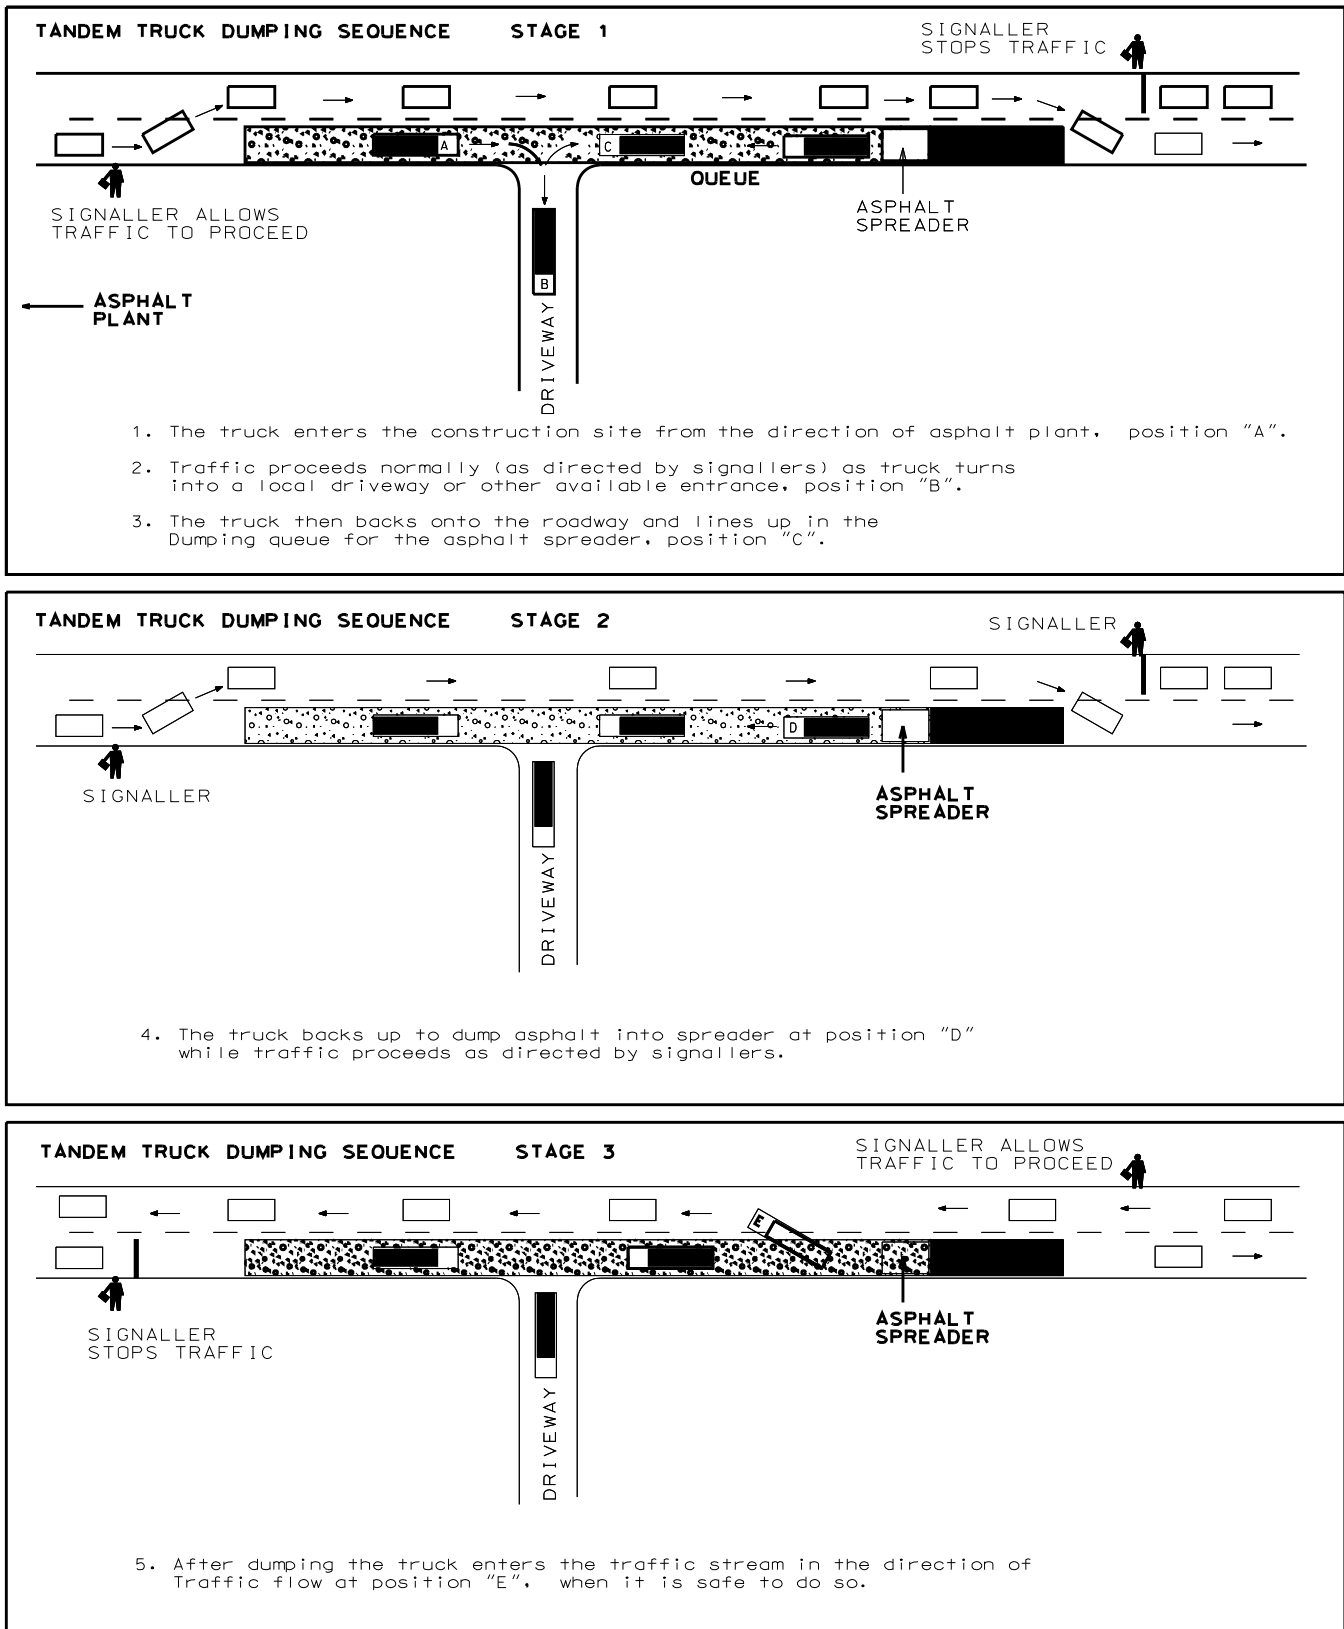 TANDEM TRUCK DUMPING SEQUENCE STAGE 1
SIGNALLER
STOPS TRAFFIC
A
C
QUEUE
SIGNALLER ALLOWS
TRAFFIC TO PROCEED
ASPHALT
SPREADER
B
ASPHALT
PLANT
DRIVEWAY
1. The truck enters the construction site from the direction of asphalt plant, position "A".
2. Traffic proceeds normally (as directed by signallers) as truck turns
into a local driveway or other available entrance, position "B".
3. The truck then backs onto the roadway and lines up in the
Dumping queue for the asphalt spreader, position "C".
TANDEM TRUCK DUMPING SEQUENCE STAGE 2
SIGNALLER
D
SIGNALLER
ASPHALT
SPREADER
DRIVEWAY
4. The truck backs up to dump asphalt into spreader at position "D"
while traffic proceeds as directed by signallers.
TANDEM TRUCK DUMPING SEQUENCE STAGE 3
SIGNALLER ALLOWS
TRAFFIC TO PROCEED
E
SIGNALLER
STOPS TRAFFIC
ASPHALT
SPREADER
DRIVEWAY
5. After dumping the truck enters the traffic stream in the direction of
Traffic flow at position "E", when it is safe to do so.